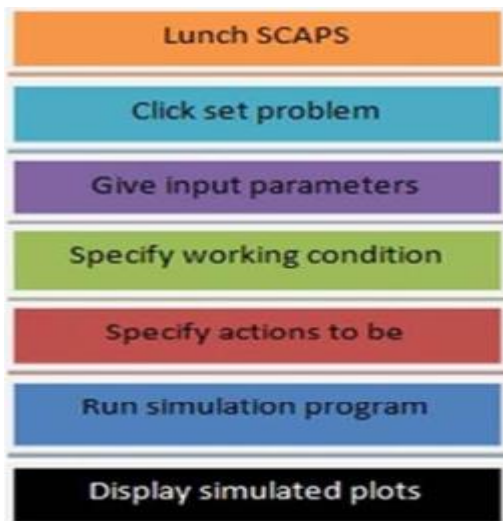 Lunch SCAPS
Click set problem
Give input parameters
Specify working condition
Specify actions to be
Run simulation program
Display simulated plots